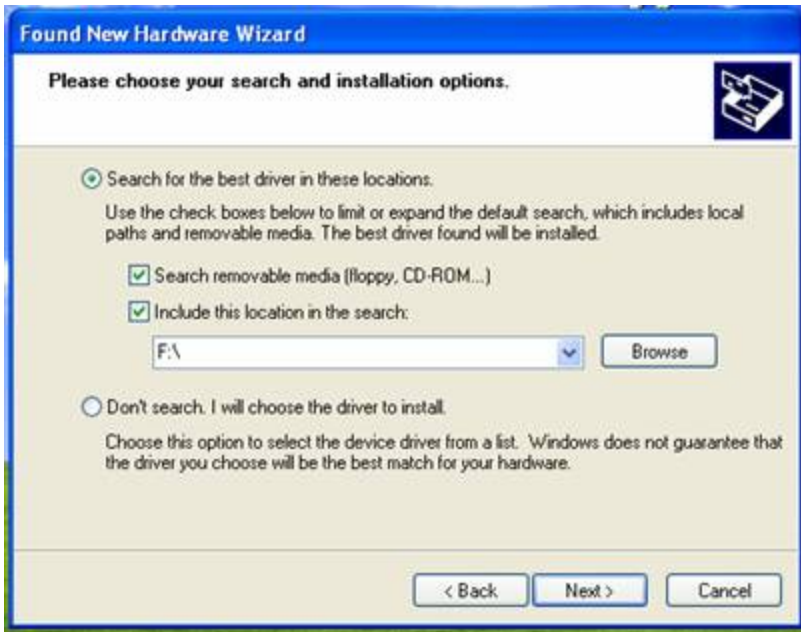 Found New Hardware Wizard
Please choose your search and installation options.
Search for the best driver in these locations.
Use the check boxes below to limit or expand the default search, which includes local
paths and removable media. The best driver found will be installed.
Search removable media (floppy, CD-ROM...)
Include this location in the search:
F:\
Browse
Don't search. I will choose the driver to install.
Choose this option to select the device driver from a list. Windows does not guarantee that
the driver you choose will be the best match for your hardware.
< Back
Next >
Cancel